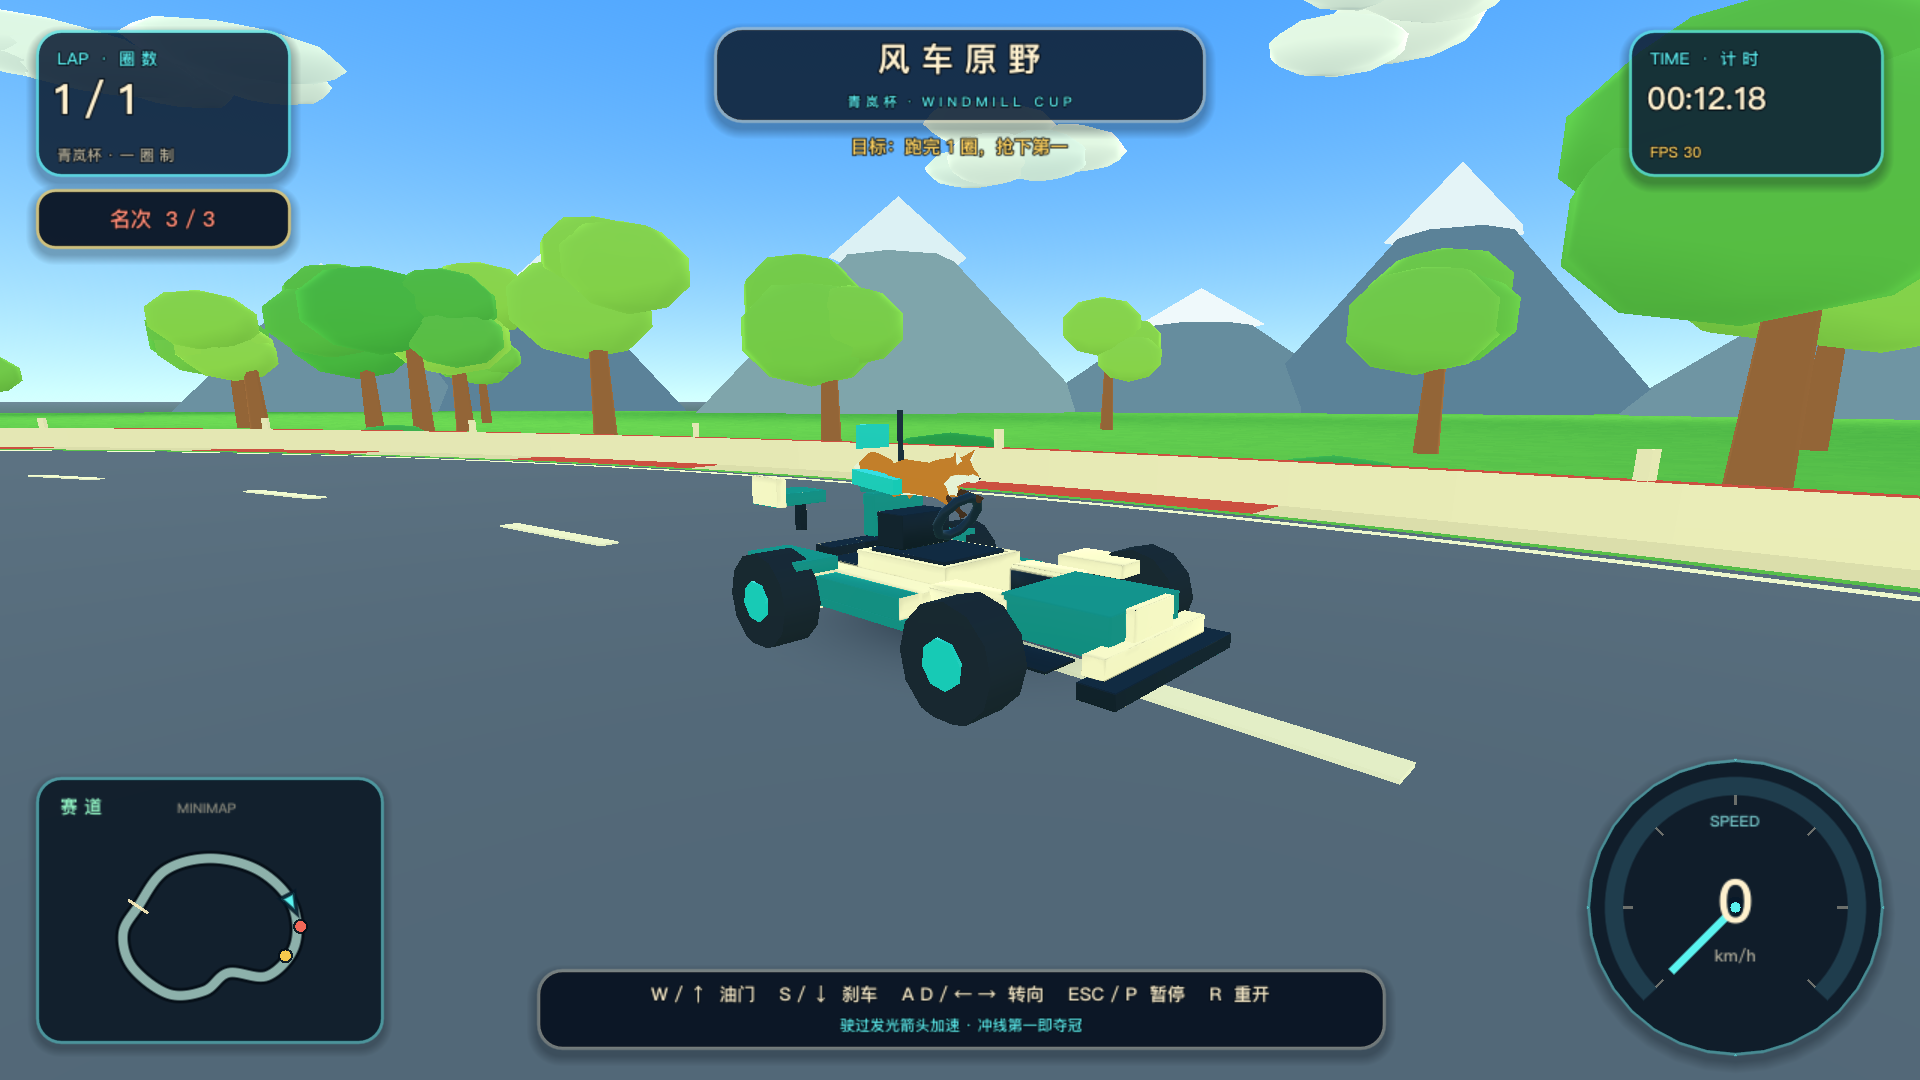 LAP · 圈 数
1 / 1
青岚杯 · 一 圈 制
名次 3 / 3
风车原野
青岚杯 · WINDMILL CUP
目标：跑完 1 圈，抢下第一
TIME · 计 时
00:12.18
FPS 30
赛 道 MINIMAP
SPEED
0
km/h
W / ↑ 油门 S / ↓ 刹车 A D / ← → 转向 ESC / P 暂停 R 重开
驶过发光箭头加速 · 冲线第一即夺冠